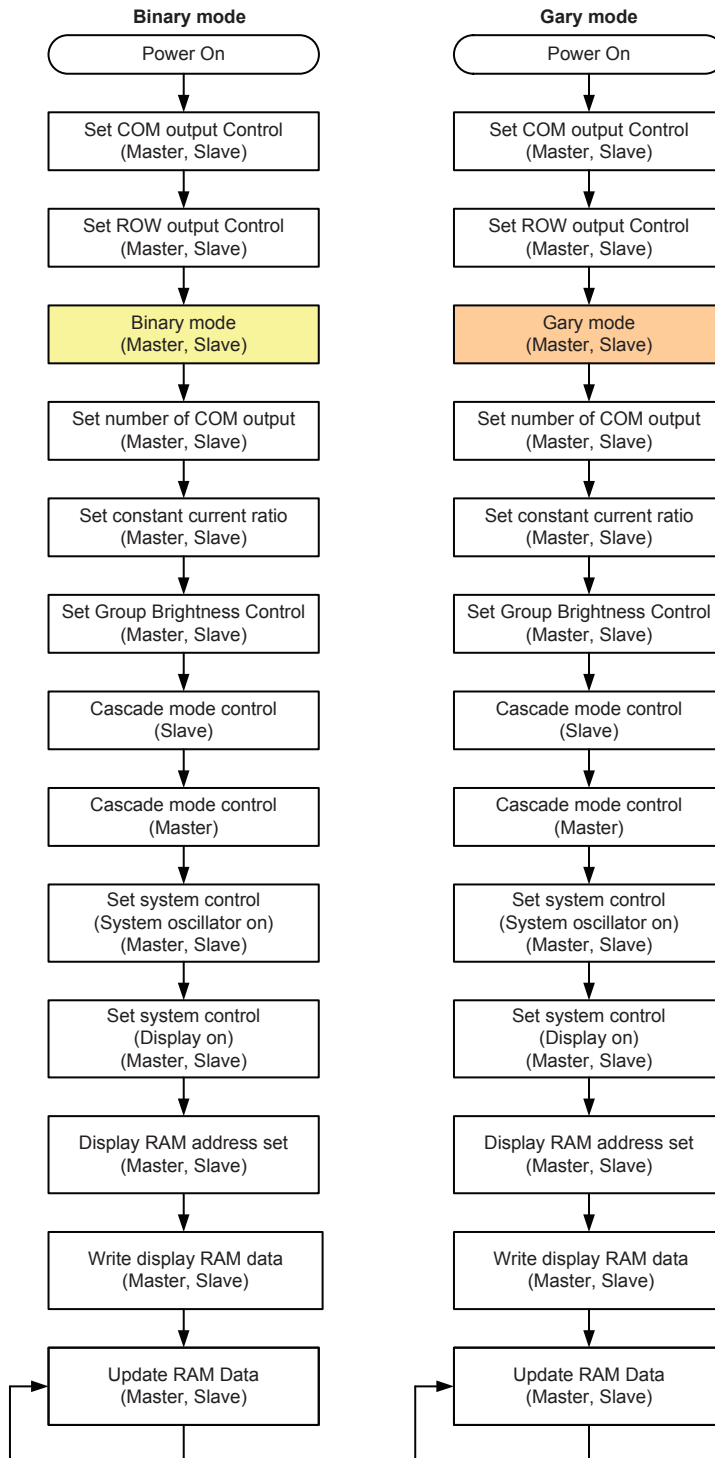 Binary mode
Power On
Set COM output Control
(Master, Slave)
Set ROW output Control
(Master, Slave)
Binary mode
(Master, Slave)
Set number of COM output
(Master, Slave)
Set constant current ratio
(Master, Slave)
Set Group Brightness Control
(Master, Slave)
Cascade mode control
(Slave)
Cascade mode control
(Master)
Set system control
(System oscillator on)
(Master, Slave)
Set system control
(Display on)
(Master, Slave)
Display RAM address set
(Master, Slave)
Write display RAM data
(Master, Slave)
Update RAM Data
(Master, Slave)
Gary mode
Power On
Set COM output Control
(Master, Slave)
Set ROW output Control
(Master, Slave)
Gary mode
(Master, Slave)
Set number of COM output
(Master, Slave)
Set constant current ratio
(Master, Slave)
Set Group Brightness Control
(Master, Slave)
Cascade mode control
(Slave)
Cascade mode control
(Master)
Set system control
(System oscillator on)
(Master, Slave)
Set system control
(Display on)
(Master, Slave)
Display RAM address set
(Master, Slave)
Write display RAM data
(Master, Slave)
Update RAM Data
(Master, Slave)